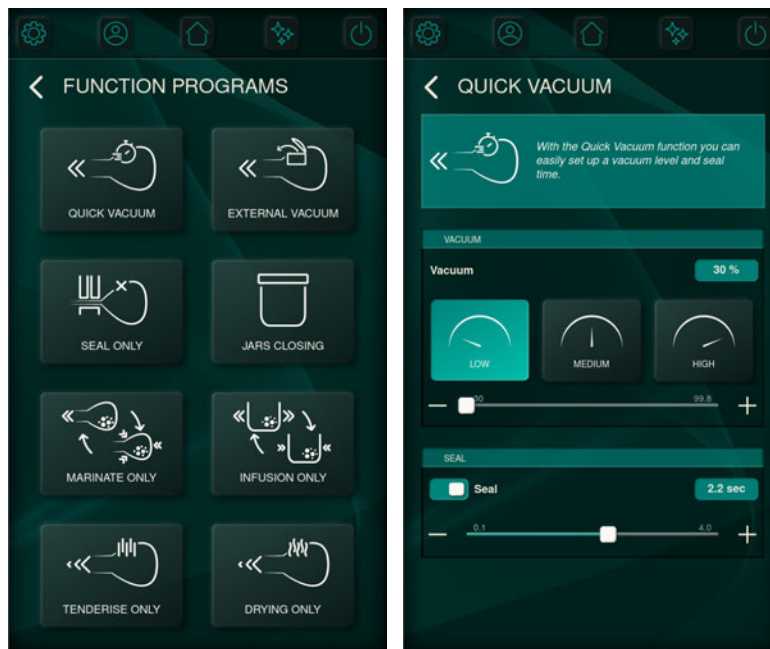 FUNCTION PROGRAMS
QUICK VACUUM
EXTERNAL VACUUM
SEAL ONLY
JARS CLOSING
MARINATE ONLY
INFUSION ONLY
TENDERISE ONLY
DRYING ONLY
QUICK VACUUM
With the Quick Vacuum function you can
easily set up a vacuum level and seal
time.
VACUUM
Vacuum
30 %
LOW
MEDIUM
HIGH
30
99.8
SEAL
Seal
2.2 sec
0.1
4.0